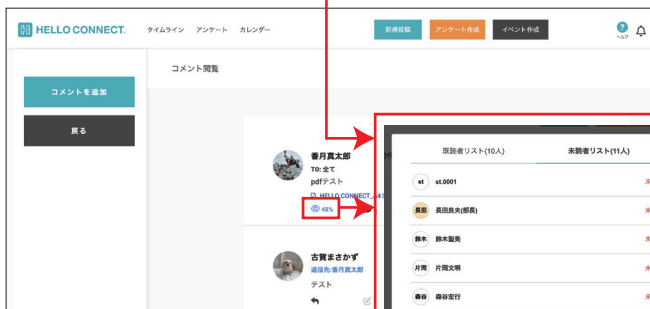 HELLO CONNECT.
タイムライン アンケート カレンダー
新規投稿 アンケート作成 イベント作成
ヘルプ
コメント閲覧
コメントを追加
戻る
香月真太郎
TO: 全て
pdfテスト
HELLO CONNECT_A4
48%
古賀まさかず
返信先:香月真太郎
テスト
既読者リスト(10人) 未読者リスト(11人)
st st.0001 未
長田 長田良夫(部長) 未
鈴木 鈴木聖美 未
片岡 片岡文明 未
森谷 森谷宏行 未